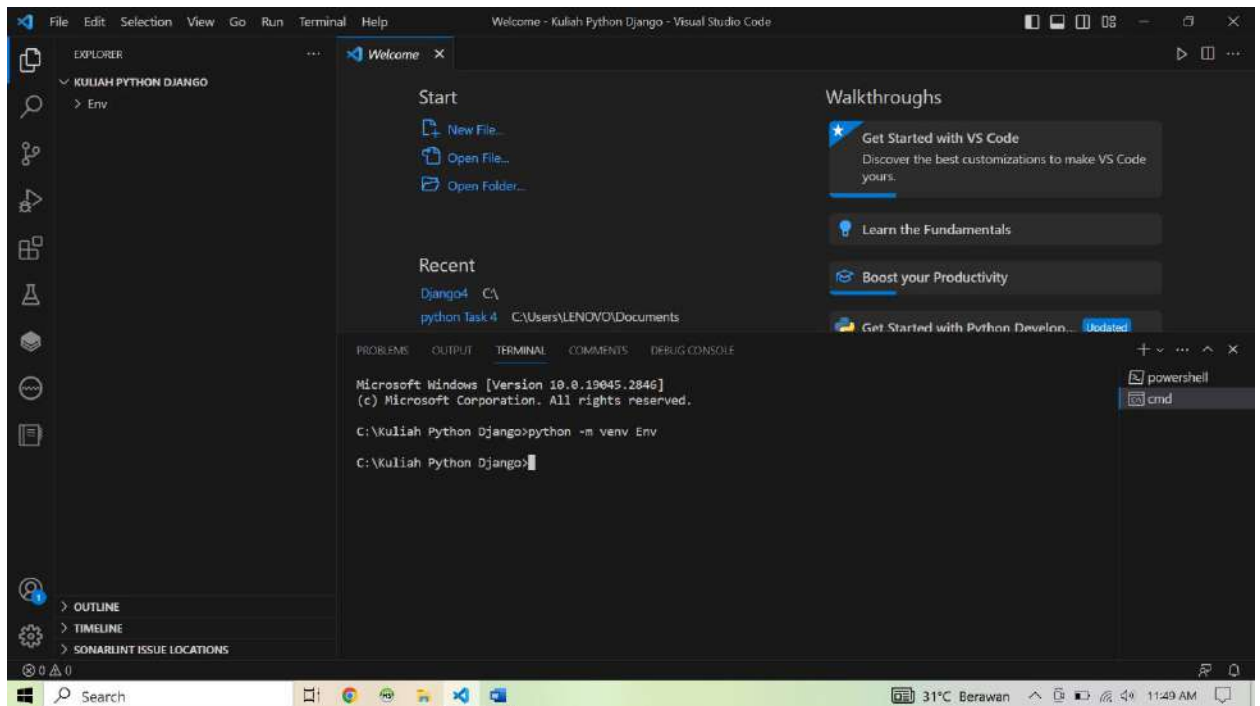 File Edit Selection View Go Run Terminal Help
Welcome - Kuliah Python Django - Visual Studio Code
EXPLORER
KULIAH PYTHON DJANGO
Env
Welcome
Start
New File...
Open File...
Open Folder...
Recent
Django4 C:\
python Task 4 C:\Users\LENOVO\Documents
Walkthroughs
Get Started with VS Code
Discover the best customizations to make VS Code
yours.
Learn the Fundamentals
Boost your Productivity
Get Started with Python Develop... Updated
PROBLEMS OUTPUT TERMINAL COMMENTS DEBUG CONSOLE
powershell
cmd
Microsoft Windows [Version 10.0.19045.2846]
(c) Microsoft Corporation. All rights reserved.
C:\Kuliah Python Django>python -m venv Env
C:\Kuliah Python Django>
OUTLINE
TIMELINE
SONARLINT ISSUE LOCATIONS
0 0
Search
31°C Berawan 11:49 AM